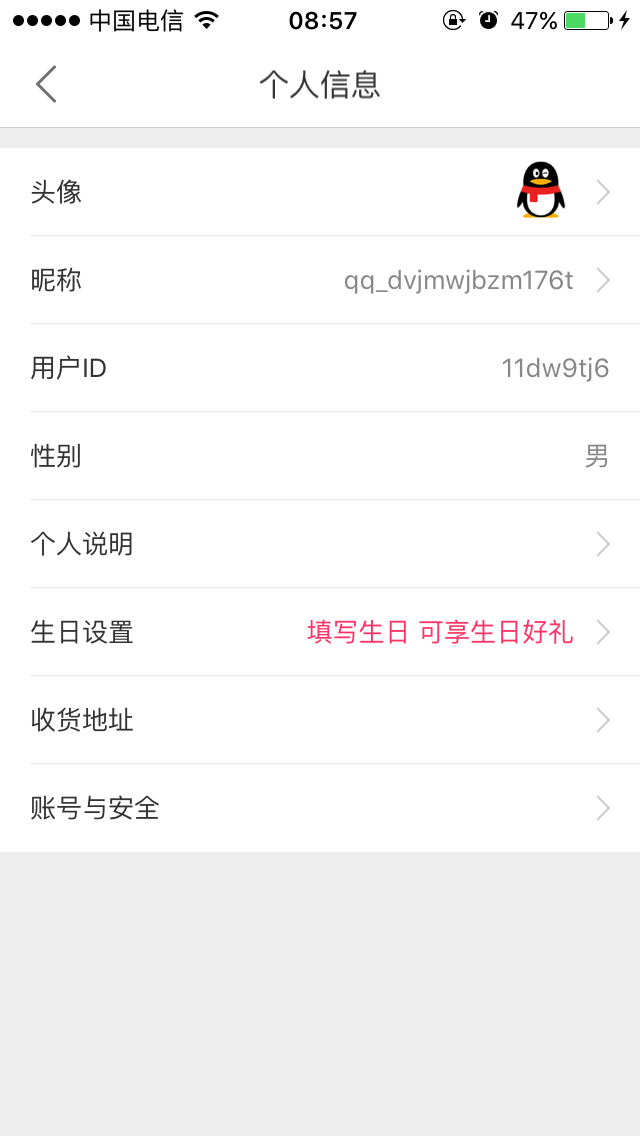 中国电信 08:57 47%
个人信息
头像
昵称 qq_dvjmwjbzm176t
用户ID 11dw9tj6
性别 男
个人说明
生日设置 填写生日 可享生日好礼
收货地址
账号与安全